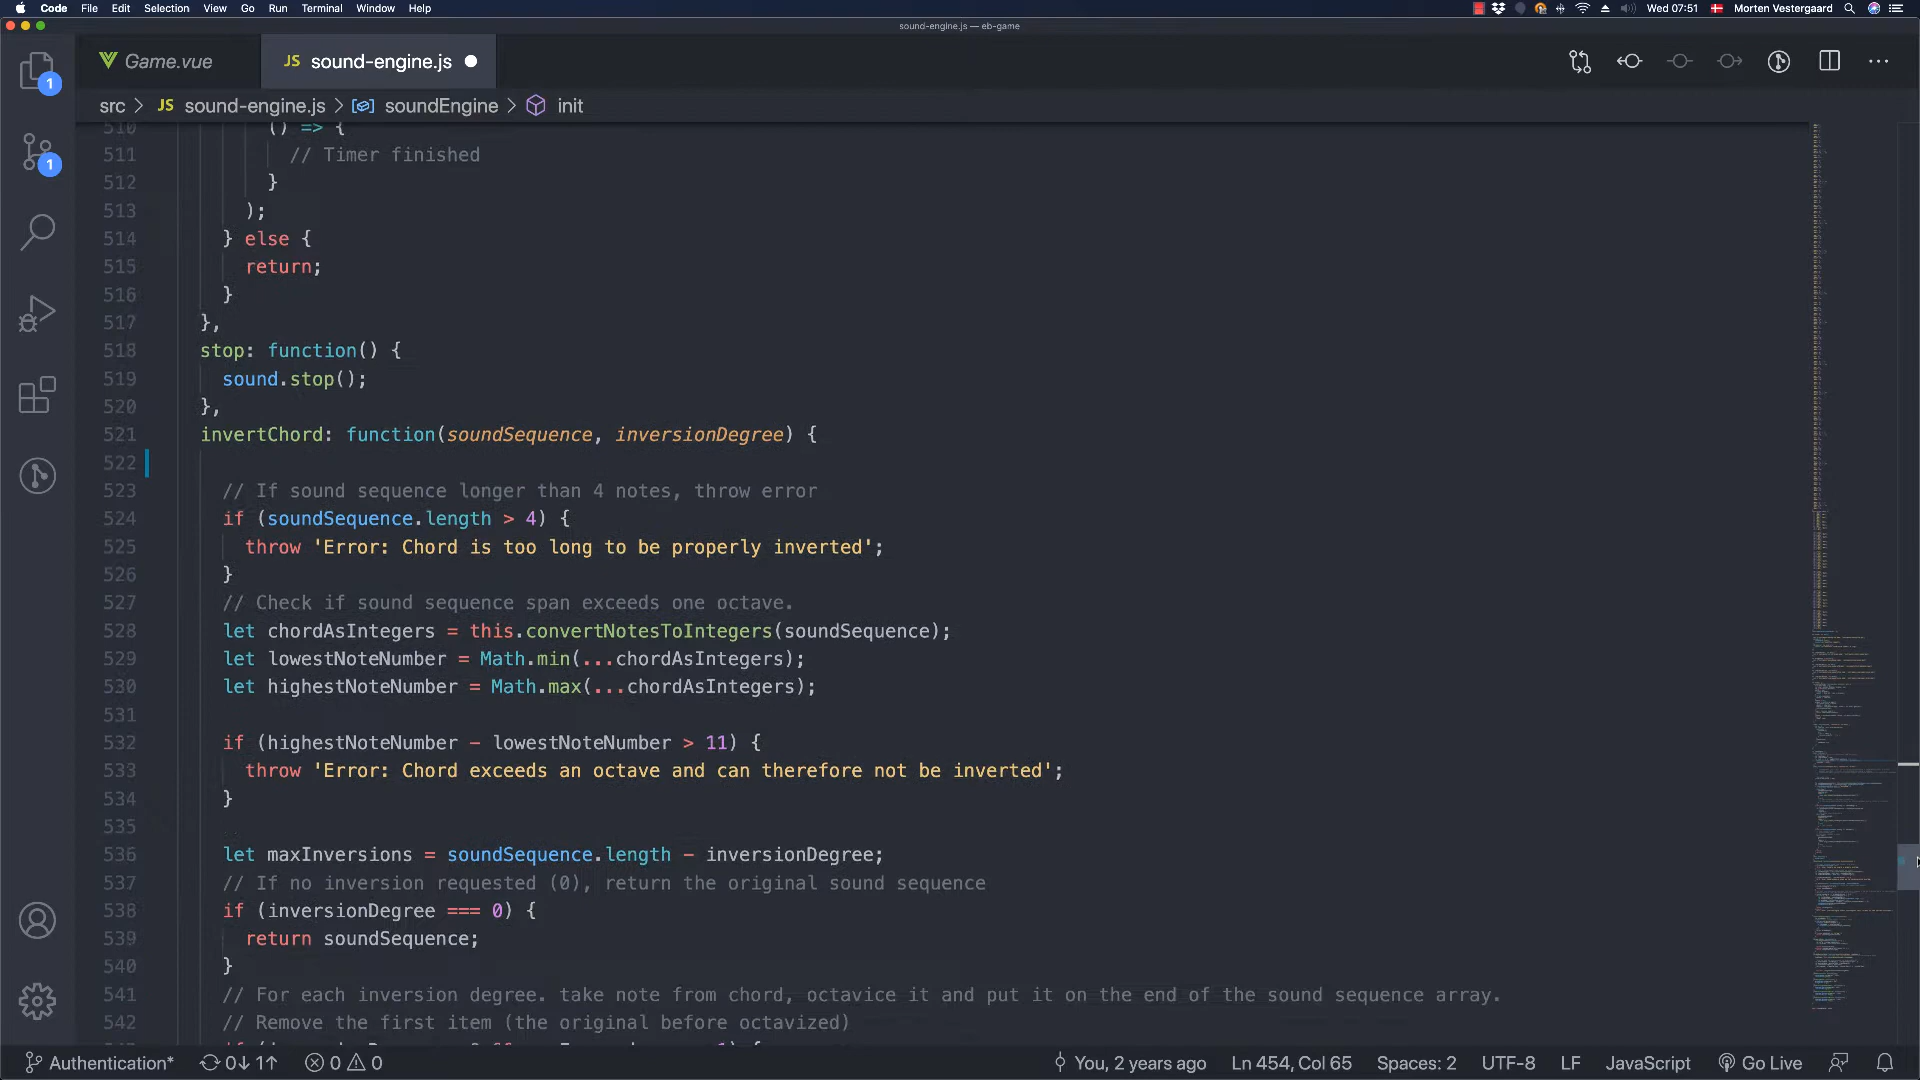 Code File Edit Selection View Go Run Terminal Window Help
Wed 07:51 Morten Vestergaard
sound-engine.js — eb-game
Game.vue
JS sound-engine.js
1
src > JS sound-engine.js > soundEngine > init
510 () => {
511 // Timer finished
512 }
513 );
514 } else {
515 return;
516 }
517 },
518 stop: function() {
519 sound.stop();
520 },
521 invertChord: function(soundSequence, inversionDegree) {
522
523 // If sound sequence longer than 4 notes, throw error
524 if (soundSequence.length > 4) {
525 throw 'Error: Chord is too long to be properly inverted';
526 }
527 // Check if sound sequence span exceeds one octave.
528 let chordAsIntegers = this.convertNotesToIntegers(soundSequence);
529 let lowestNoteNumber = Math.min(...chordAsIntegers);
530 let highestNoteNumber = Math.max(...chordAsIntegers);
531
532 if (highestNoteNumber - lowestNoteNumber > 11) {
533 throw 'Error: Chord exceeds an octave and can therefore not be inverted';
534 }
535
536 let maxInversions = soundSequence.length - inversionDegree;
537 // If no inversion requested (0), return the original sound sequence
538 if (inversionDegree === 0) {
539 return soundSequence;
540 }
541 // For each inversion degree. take note from chord, octavice it and put it on the end of the sound sequence array.
542 // Remove the first item (the original before octavized)
1
Authentication* 0↓ 1↑ 0 0 You, 2 years ago Ln 454, Col 65 Spaces: 2 UTF-8 LF JavaScript Go Live